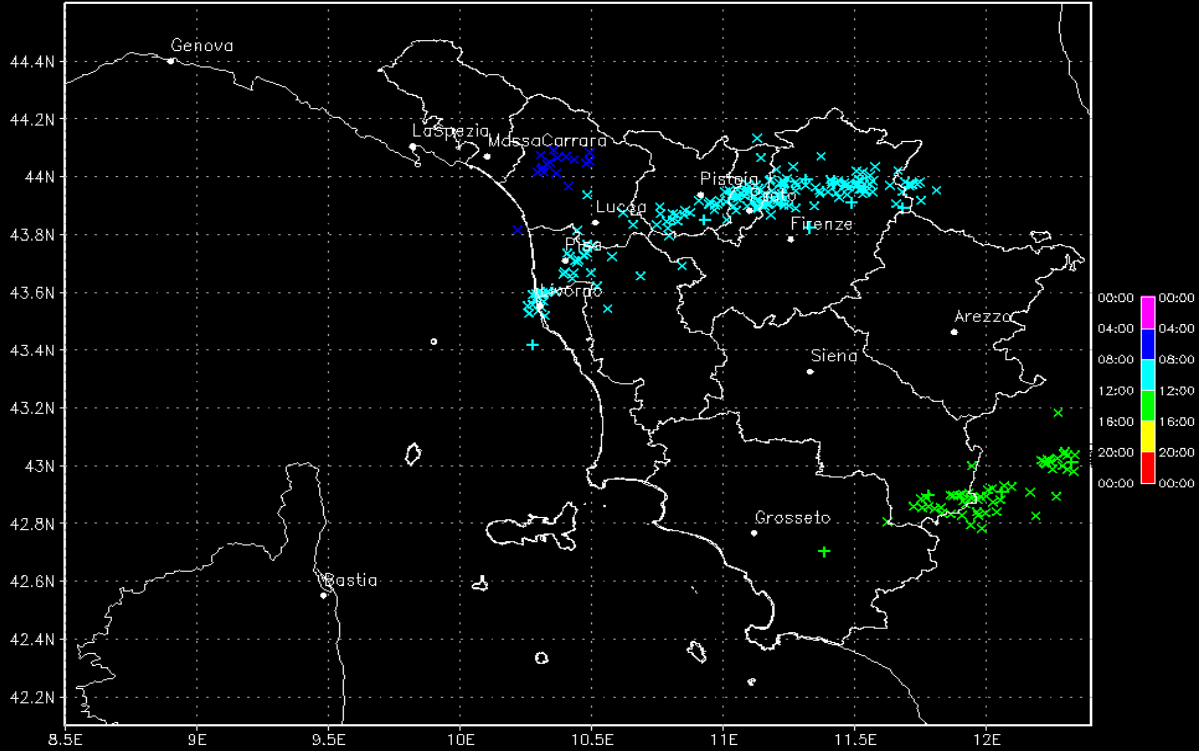 Genova
44.4N
44.2N
LaSpezia
MassaCarrara
44N
Pistoia
Prato
Lucca
43.8N
Firenze
Pisa
43.6N
Livorno
00:00 00:00
Arezzo
04:00 04:00
43.4N
Siena
08:00 08:00
12:00 12:00
43.2N
16:00 16:00
20:00 20:00
43N
00:00 00:00
42.8N
Grosseto
42.6N
Bastia
42.4N
42.2N
8.5E 9E 9.5E 10E 10.5E 11E 11.5E 12E